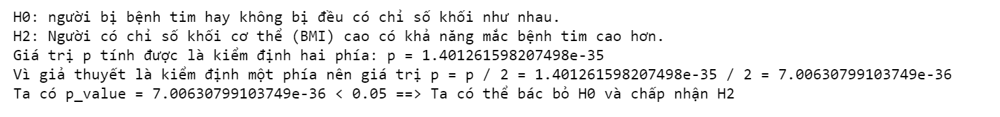 H0: người bị bệnh tim hay không bị đều có chỉ số khối như nhau.
H2: Người có chỉ số khối cơ thể (BMI) cao có khả năng mắc bệnh tim cao hơn.
Giá trị p tính được là kiểm định hai phía: p = 1.401261598207498e-35
Vì giả thuyết là kiểm định một phía nên giá trị p = p / 2 = 1.401261598207498e-35 / 2 = 7.00630799103749e-36
Ta có p_value = 7.00630799103749e-36 < 0.05 ==> Ta có thể bác bỏ H0 và chấp nhận H2